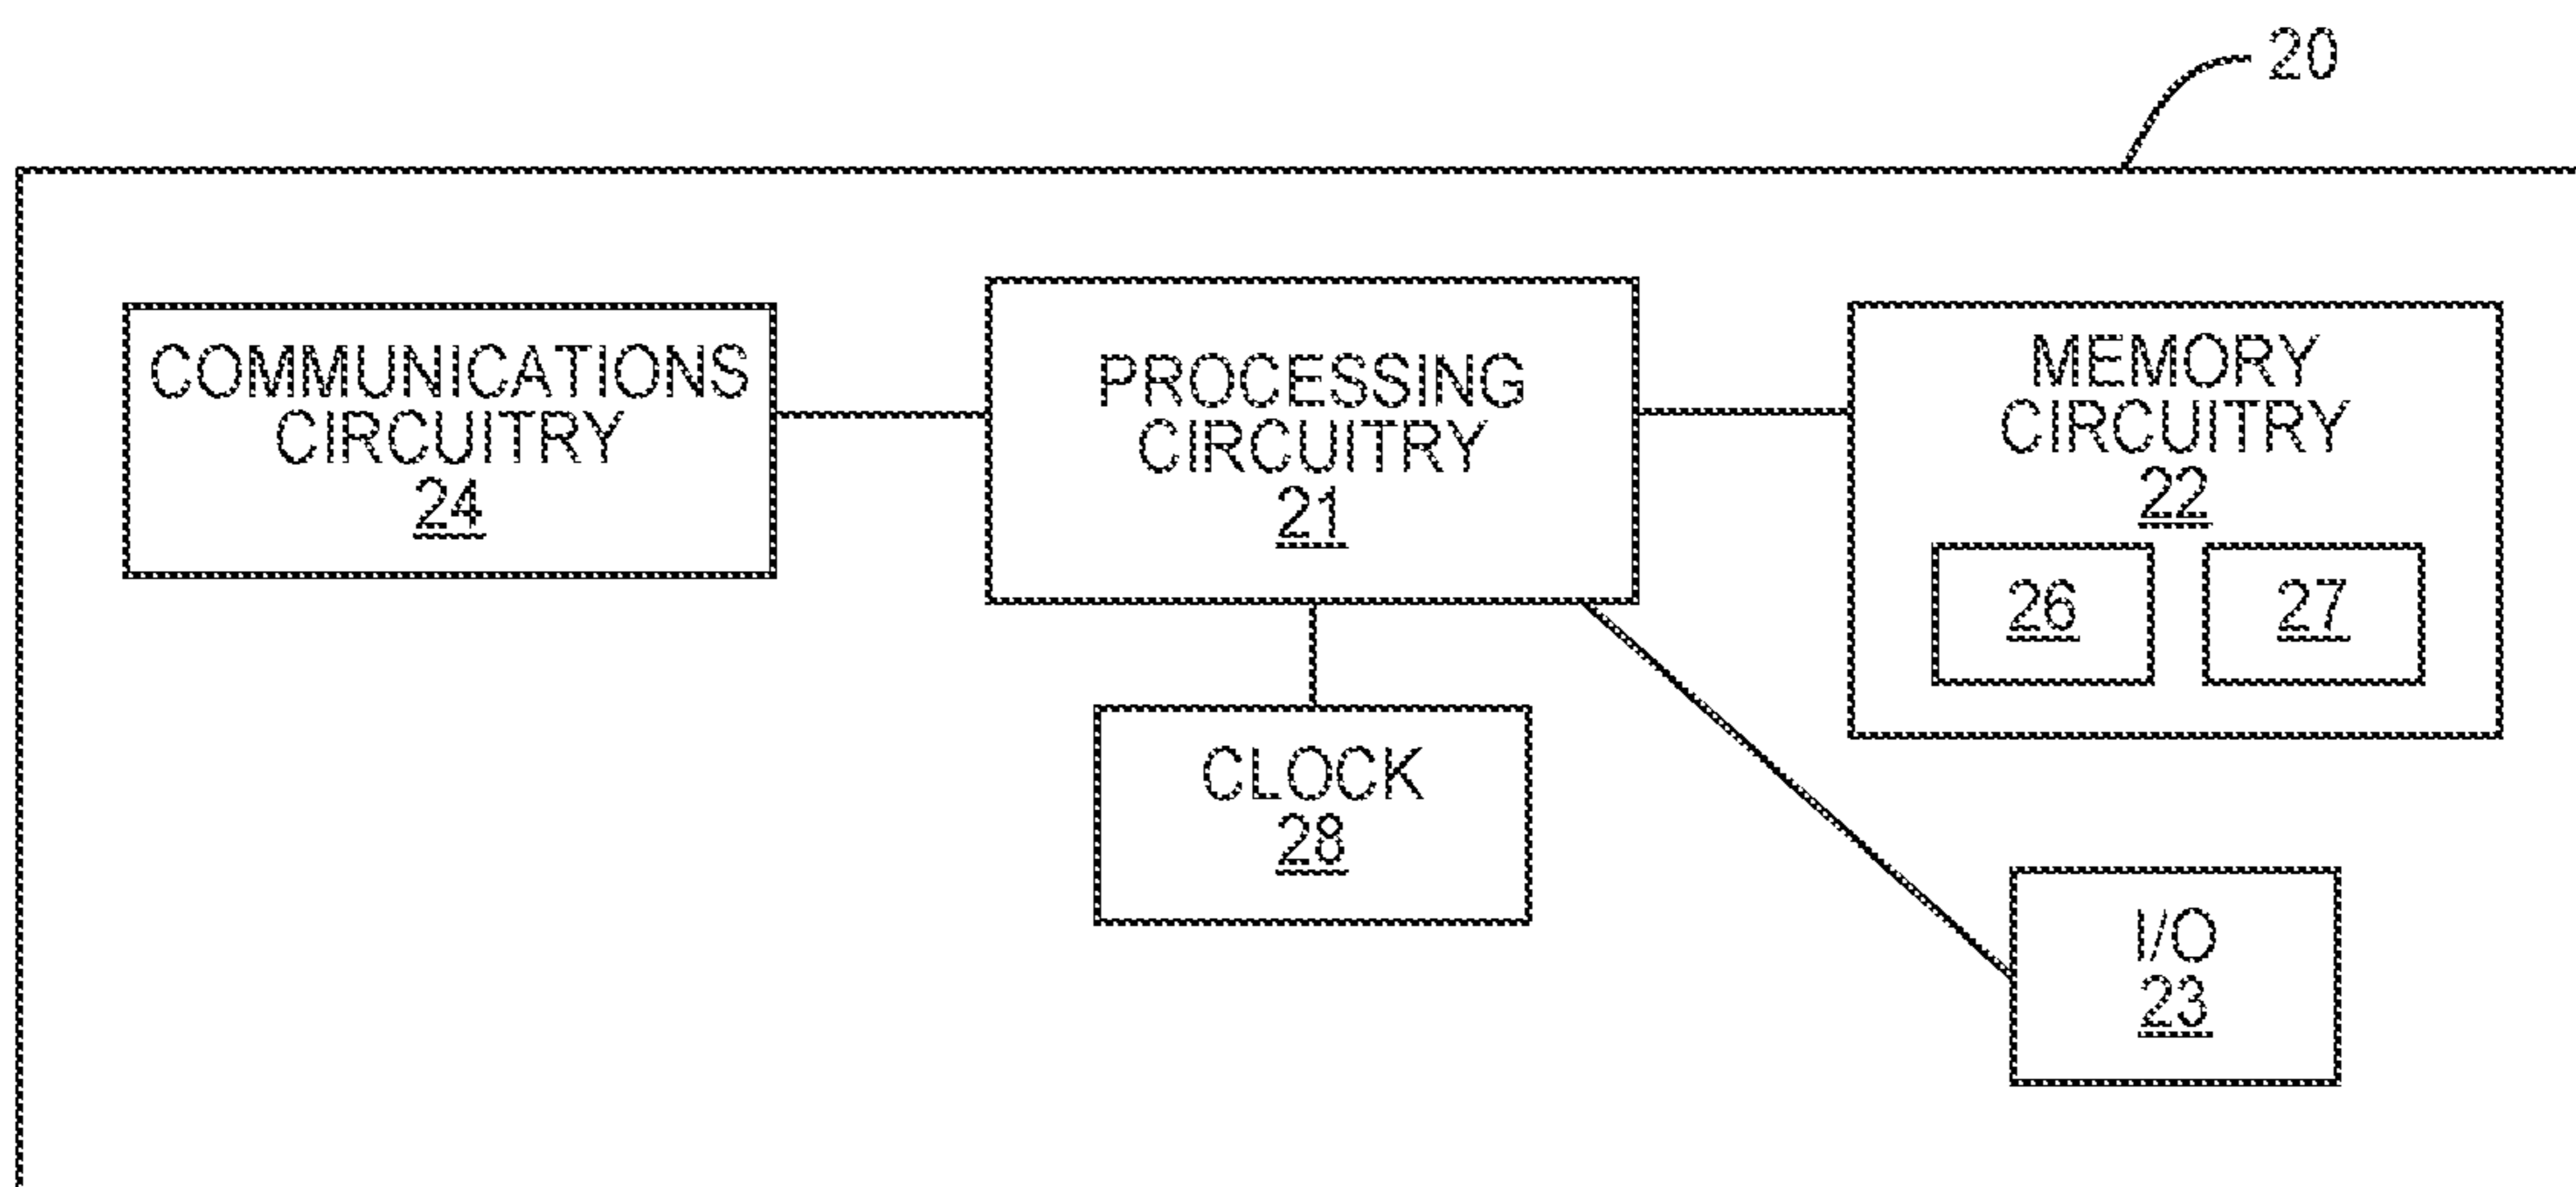 20
COMMUNICATIONS
CIRCUITRY
24
PROCESSING
CIRCUITRY
21
MEMORY
CIRCUITRY
22
26
27
CLOCK
28
I/O
23